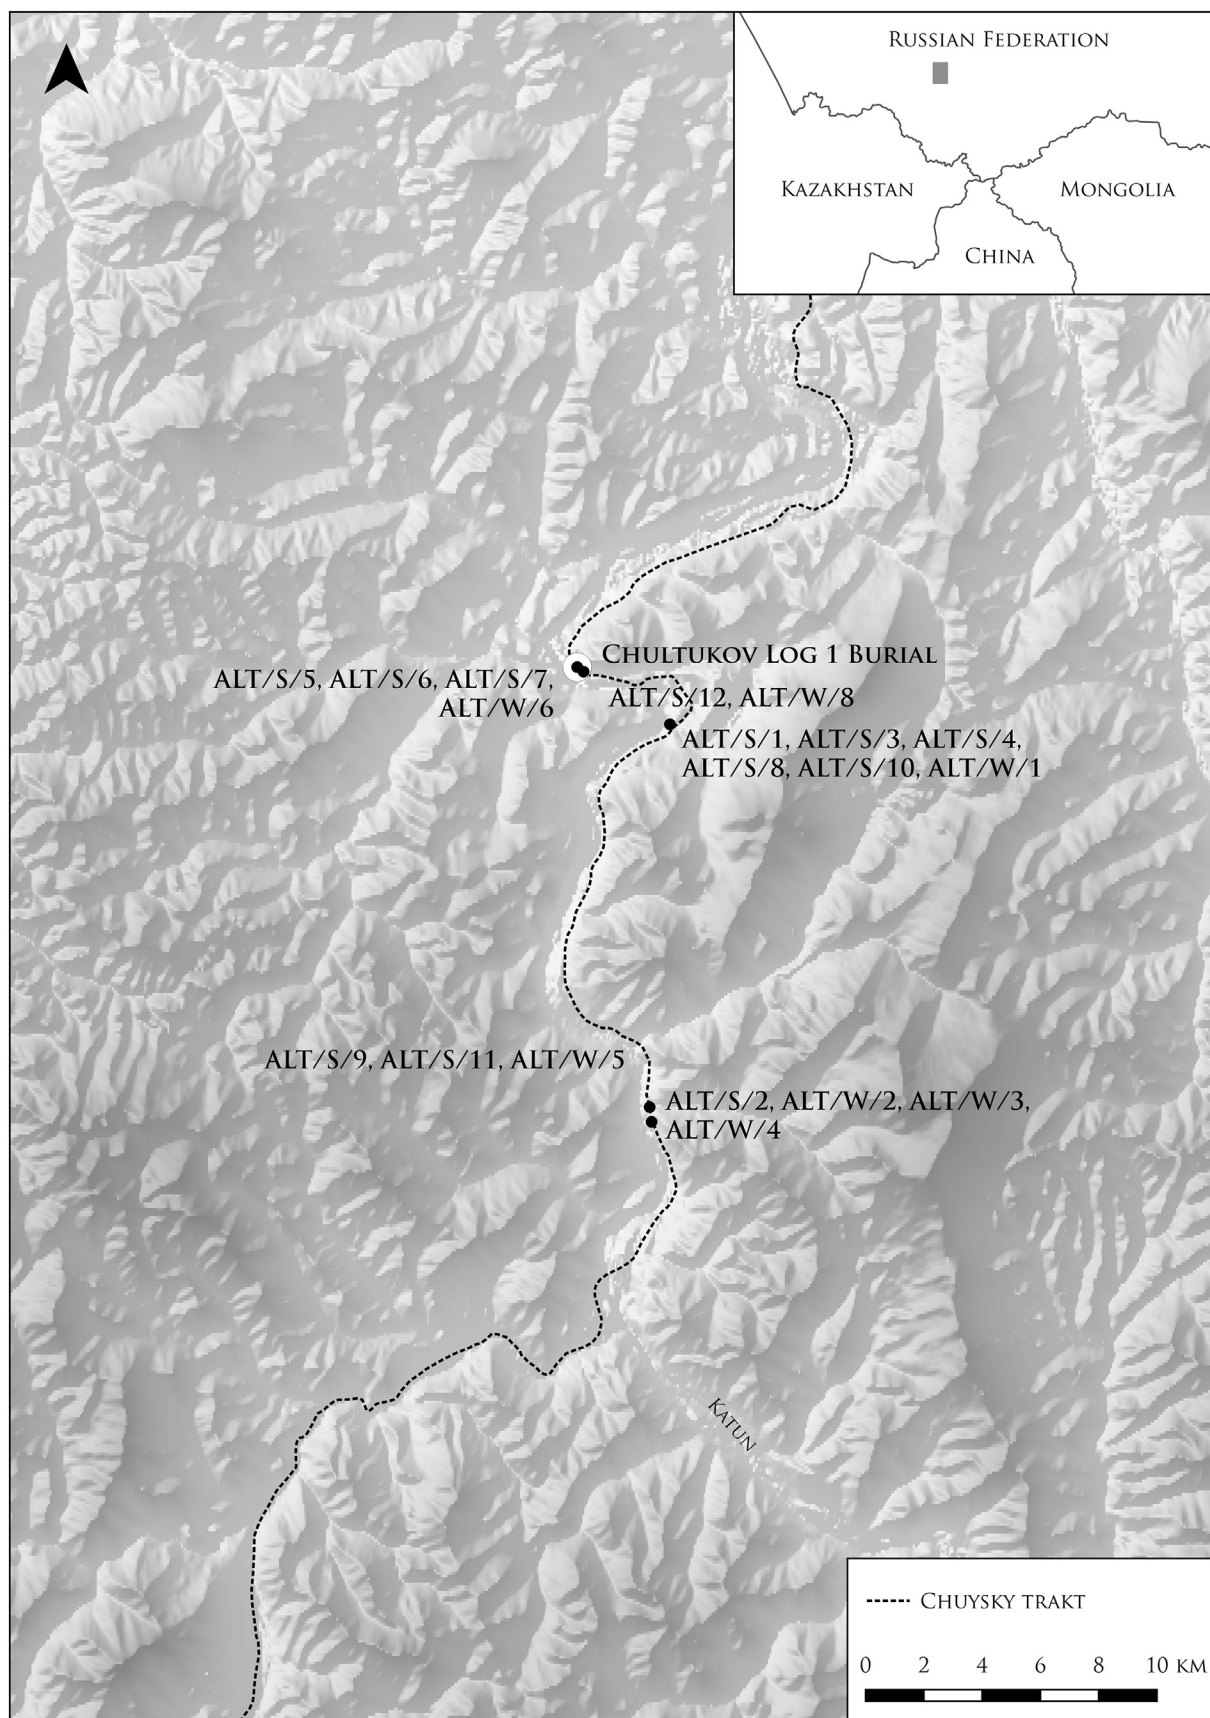 RUSSIAN FEDERATION
KAZAKHSTAN
MONGOLIA
CHINA
CHULTUKOV LOG 1 BURIAL
ALT/S/5, ALT/S/6, ALT/S/7,
ALT/W/6
ALT/S/12, ALT/W/8
ALT/S/1, ALT/S/3, ALT/S/4,
ALT/S/8, ALT/S/10, ALT/W/1
ALT/S/9, ALT/S/11, ALT/W/5
ALT/S/2, ALT/W/2, ALT/W/3,
ALT/W/4
KATUN
CHUYSKY TRAKT
0 2 4 6 8 10 KM